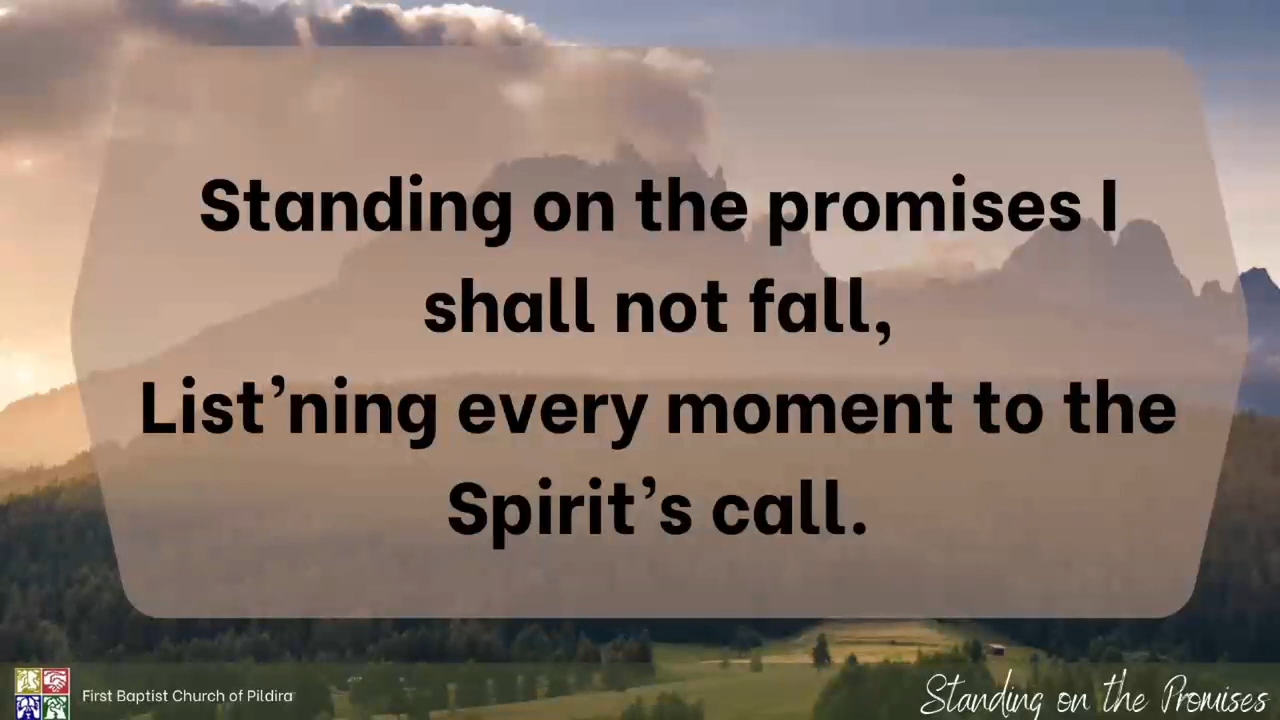 Standing on the promises I
shall not fall,
List’ning every moment to the
Spirit’s call.
First Baptist Church of Pildira
Standing on the Promises